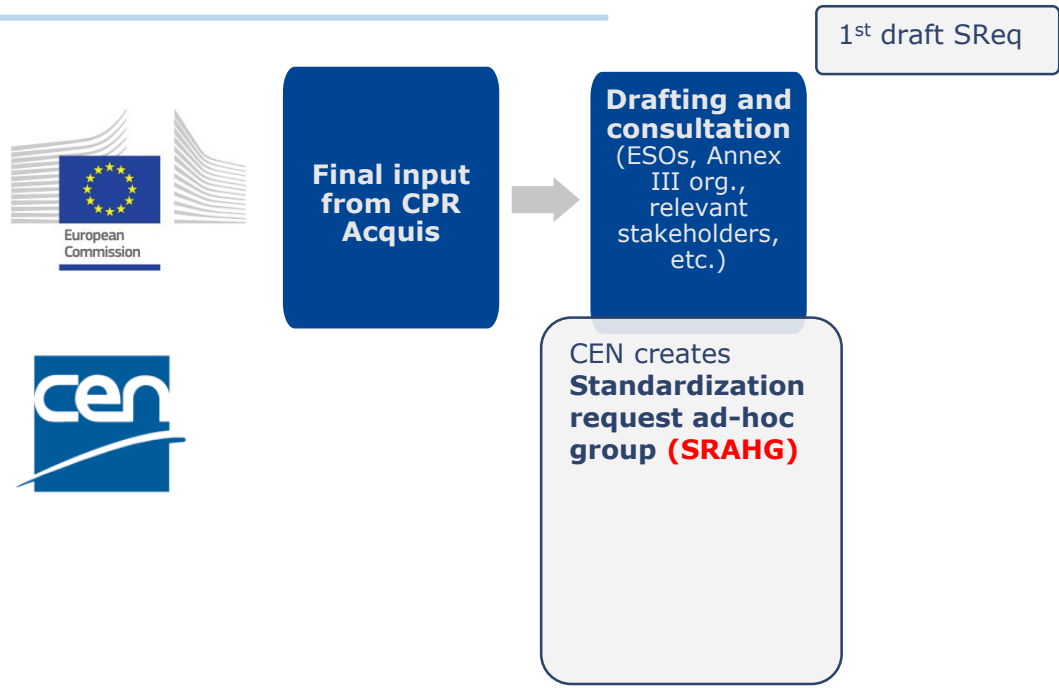 1st draft SReq
European
Commission
Final input
from CPR
Acquis
Drafting and
consultation
(ESOs, Annex
III org.,
relevant
stakeholders,
etc.)
cen
CEN creates
Standardization
request ad-hoc
group (SRAHG)